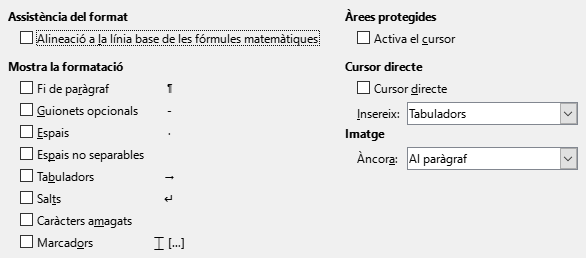 Assistència del format
Alineació a la línia base de les fórmules matemàtiques
Mostra la formatació
Fi de paràgraf ¶
Guionets opcionals -
Espais ·
Espais no separables
Tabuladors →
Salts ↵
Caràcters amagats
Marcadors [...]
Àrees protegides
Activa el cursor
Cursor directe
Cursor directe
Insereix: Tabuladors
Imatge
Àncora: Al paràgraf